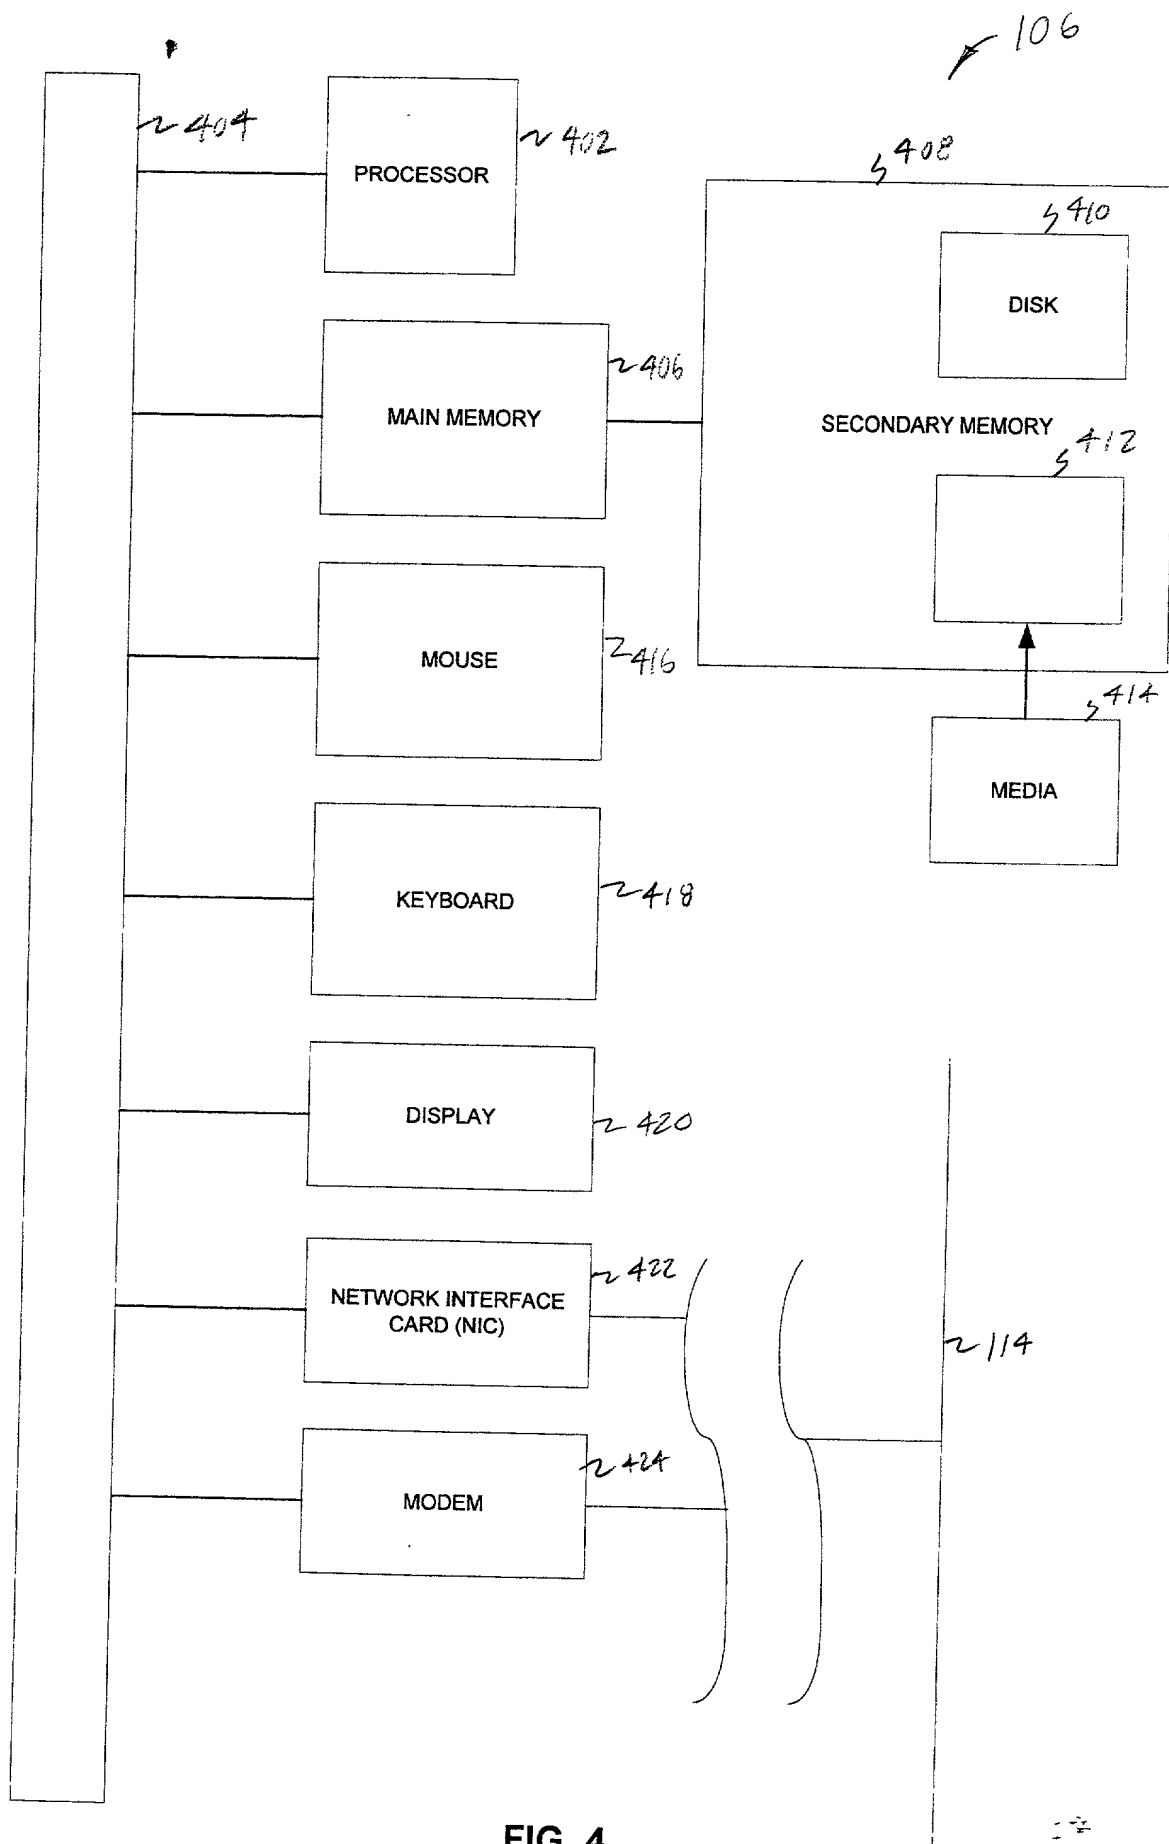 106
404
PROCESSOR
402
408
410
DISK
MAIN MEMORY
406
SECONDARY MEMORY
412
MOUSE
416
414
MEDIA
KEYBOARD
418
DISPLAY
420
NETWORK INTERFACE
CARD (NIC)
422
114
MODEM
424
FIG. 4